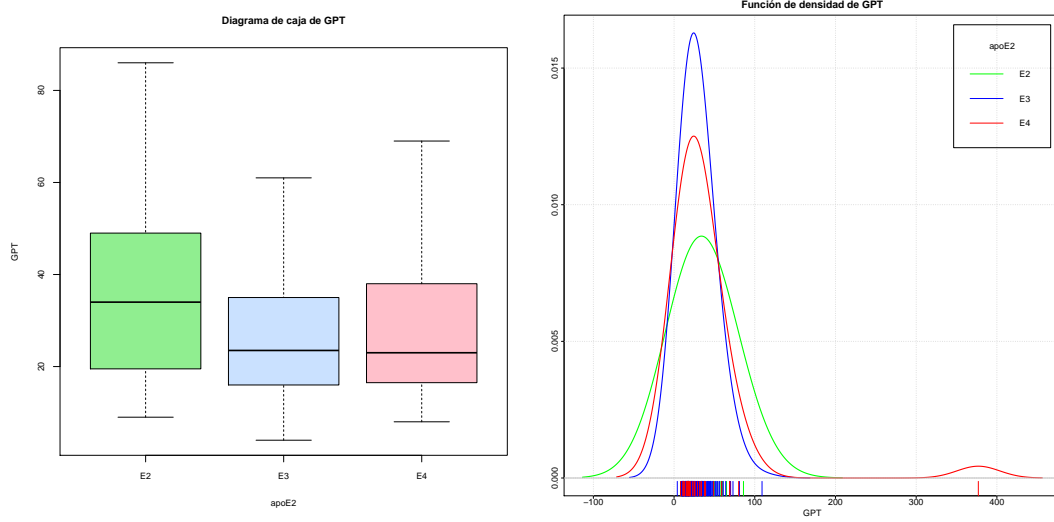 Diagrama de caja de GPT
GPT
20
40
60
80
E2
E3
E4
apoE2
Función de densidad de GPT
0.000
0.005
0.010
0.015
−100
0
100
200
300
400
GPT
apoE2
E2
E3
E4